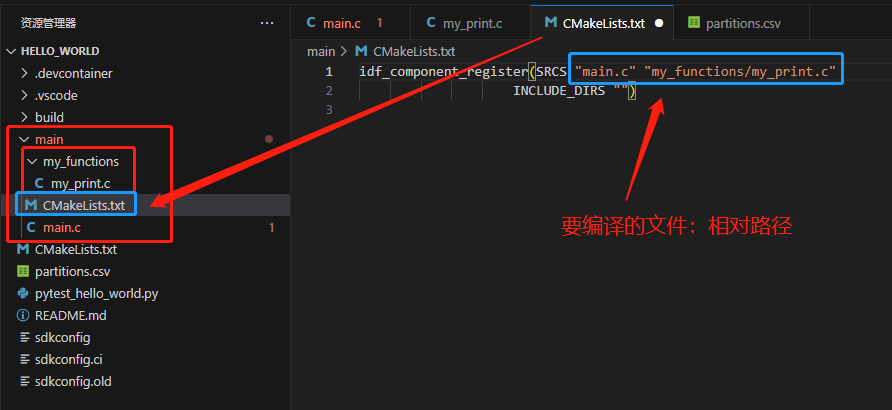 资源管理器
HELLO_WORLD
.devcontainer
.vscode
build
main
my_functions
C my_print.c
M CMakeLists.txt
C main.c 1
M CMakeLists.txt
partitions.csv
pytest_hello_world.py
README.md
sdkconfig
sdkconfig.ci
sdkconfig.old
C main.c 1
C my_print.c
M CMakeLists.txt
partitions.csv
main > M CMakeLists.txt
1 idf_component_register(SRCS "main.c" "my_functions/my_print.c"
2 INCLUDE_DIRS "")
3
要编译的文件：相对路径